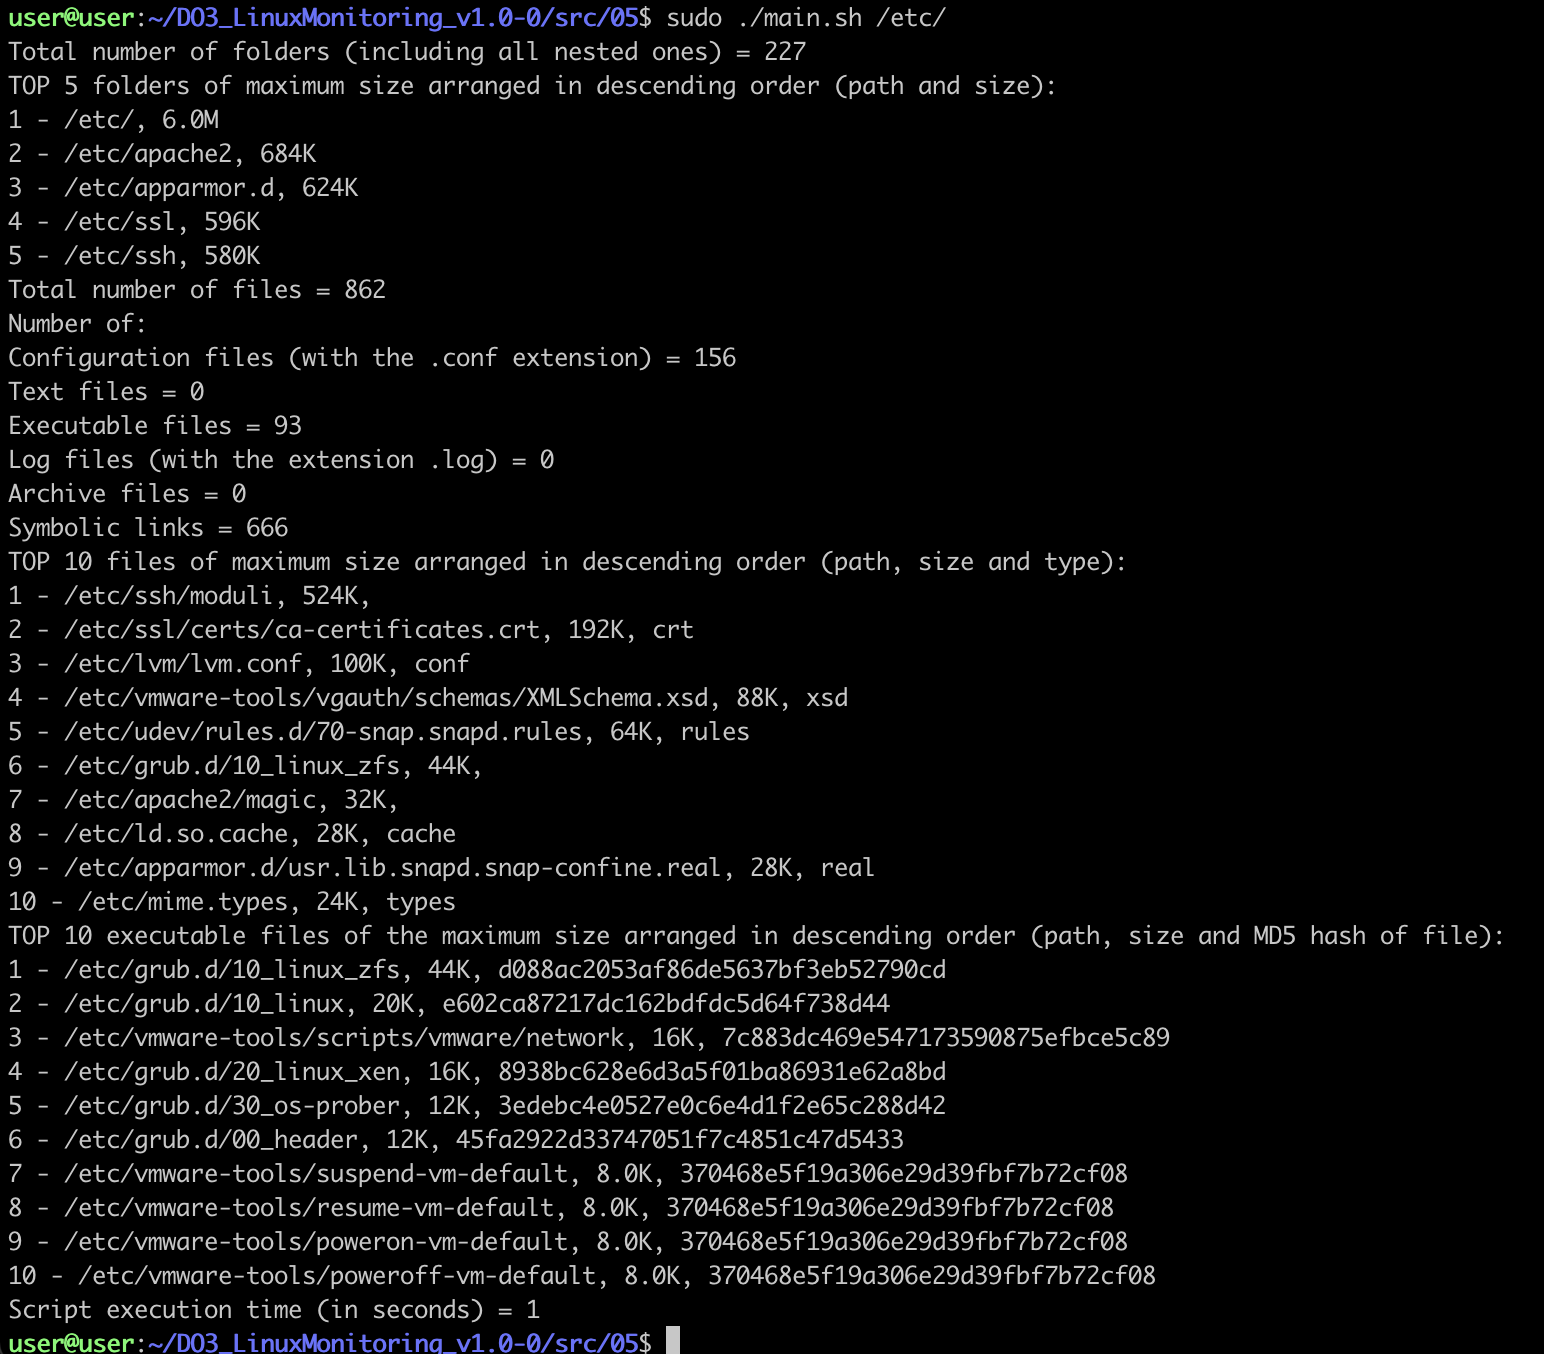 user@user:~/DO3_LinuxMonitoring_v1.0-0/src/05$ sudo ./main.sh /etc/
Total number of folders (including all nested ones) = 227
TOP 5 folders of maximum size arranged in descending order (path and size):
1 - /etc/, 6.0M
2 - /etc/apache2, 684K
3 - /etc/apparmor.d, 624K
4 - /etc/ssl, 596K
5 - /etc/ssh, 580K
Total number of files = 862
Number of:
Configuration files (with the .conf extension) = 156
Text files = 0
Executable files = 93
Log files (with the extension .log) = 0
Archive files = 0
Symbolic links = 666
TOP 10 files of maximum size arranged in descending order (path, size and type):
1 - /etc/ssh/moduli, 524K,
2 - /etc/ssl/certs/ca-certificates.crt, 192K, crt
3 - /etc/lvm/lvm.conf, 100K, conf
4 - /etc/vmware-tools/vgauth/schemas/XMLSchema.xsd, 88K, xsd
5 - /etc/udev/rules.d/70-snap.snapd.rules, 64K, rules
6 - /etc/grub.d/10_linux_zfs, 44K,
7 - /etc/apache2/magic, 32K,
8 - /etc/ld.so.cache, 28K, cache
9 - /etc/apparmor.d/usr.lib.snapd.snap-confine.real, 28K, real
10 - /etc/mime.types, 24K, types
TOP 10 executable files of the maximum size arranged in descending order (path, size and MD5 hash of file):
1 - /etc/grub.d/10_linux_zfs, 44K, d088ac2053af86de5637bf3eb52790cd
2 - /etc/grub.d/10_linux, 20K, e602ca87217dc162bdfdc5d64f738d44
3 - /etc/vmware-tools/scripts/vmware/network, 16K, 7c883dc469e547173590875efbce5c89
4 - /etc/grub.d/20_linux_xen, 16K, 8938bc628e6d3a5f01ba86931e62a8bd
5 - /etc/grub.d/30_os-prober, 12K, 3edebc4e0527e0c6e4d1f2e65c288d42
6 - /etc/grub.d/00_header, 12K, 45fa2922d33747051f7c4851c47d5433
7 - /etc/vmware-tools/suspend-vm-default, 8.0K, 370468e5f19a306e29d39fbf7b72cf08
8 - /etc/vmware-tools/resume-vm-default, 8.0K, 370468e5f19a306e29d39fbf7b72cf08
9 - /etc/vmware-tools/poweron-vm-default, 8.0K, 370468e5f19a306e29d39fbf7b72cf08
10 - /etc/vmware-tools/poweroff-vm-default, 8.0K, 370468e5f19a306e29d39fbf7b72cf08
Script execution time (in seconds) = 1
user@user:~/DO3_LinuxMonitoring_v1.0-0/src/05$